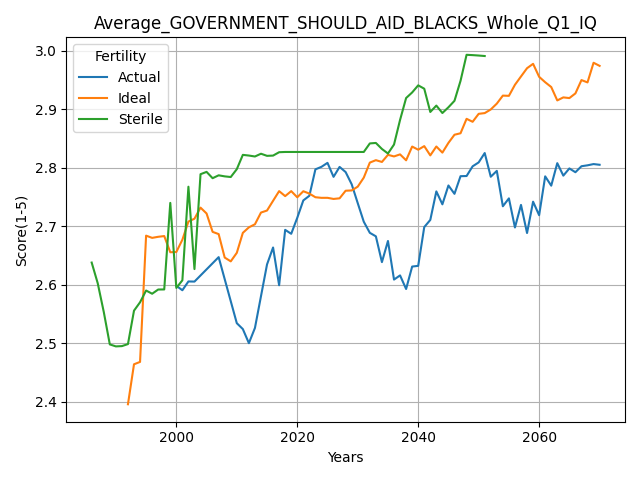 Average_GOVERNMENT_SHOULD_AID_BLACKS_Whole_Q1_IQ
Fertility
Actual
Ideal
Sterile
Score(1-5)
3.0
2.9
2.8
2.7
2.6
2.5
2.4
2000
2020
2040
2060
Years